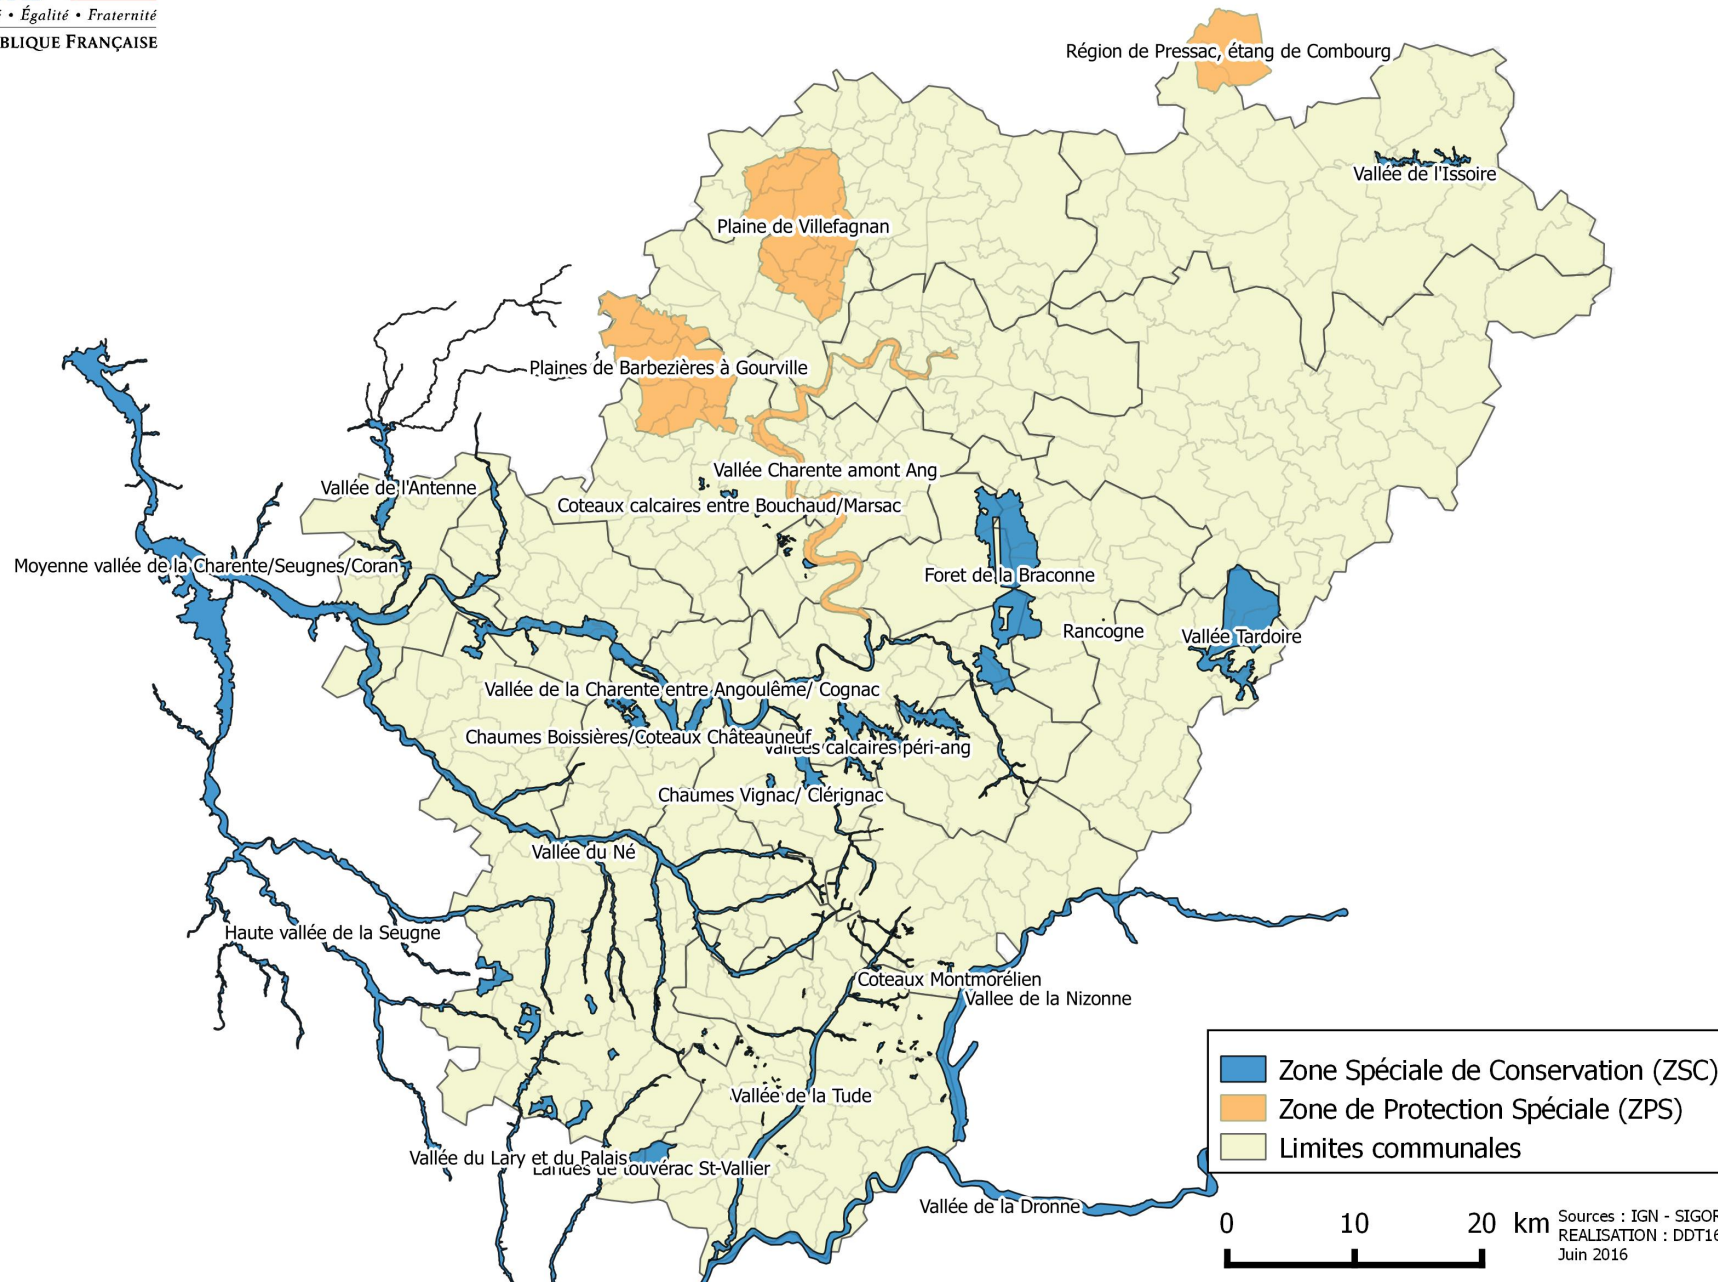 • Égalité • Fraternité
BLIQUE FRANÇAISE
Région de Pressac, étang de Combourg
Vallée de l'Issoire
Plaine de Villefagnan
Plaines de Barbezières à Gourville
Vallée Charente amont Ang
Vallée de l'Antenne
Coteaux calcaires entre Bouchaud/Marsac
Moyenne vallée de la Charente/Seugnes/Coran
Foret de la Braconne
Rancogne
Vallée Tardoire
Vallée de la Charente entre Angoulême/ Cognac
Chaumes Boissières/Coteaux Châteauneuf
Vallées calcaires péri-ang
Chaumes Vignac/ Clérignac
Vallée du Né
Haute vallée de la Seugne
Coteaux Montmorélien
Vallee de la Nizonne
Vallée de la Tude
Vallée du Lary et du Palais
Landes de Touvérac St-Vallier
Vallée de la Dronne
Zone Spéciale de Conservation (ZSC)
Zone de Protection Spéciale (ZPS)
Limites communales
0 10 20 km
Sources : IGN - SIGOR
REALISATION : DDT16
Juin 2016